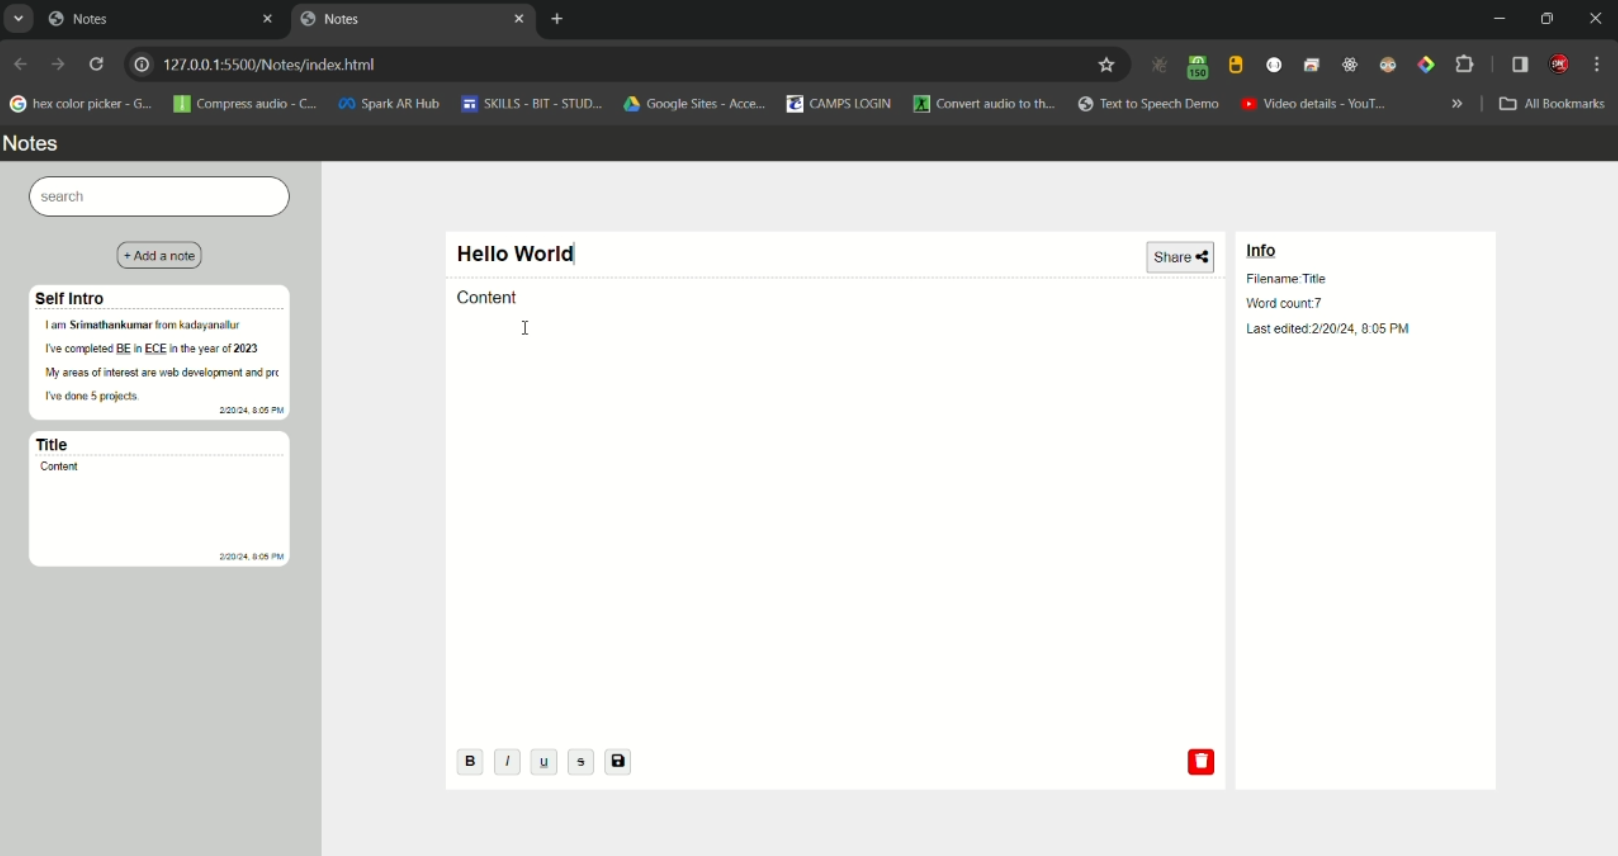 Notes
Notes
127.0.0.1:5500/Notes/index.html
150
hex color picker - G...
Compress audio - C...
Spark AR Hub
SKILLS - BIT - STUD...
Google Sites - Acce...
CAMPS LOGIN
Convert audio to th...
Text to Speech Demo
Video details - YouT...
»
All Bookmarks
Notes
search
+ Add a note
Self Intro
I am Srimathankumar from kadayanallur
I've completed BE in ECE in the year of 2023
My areas of interest are web development and prc
I've done 5 projects.
2/20/24, 8:05 PM
Title
Content
2/20/24, 8:05 PM
Hello World
Share
Content
B I u s
Info
Filename:Title
Word count:7
Last edited:2/20/24, 8:05 PM